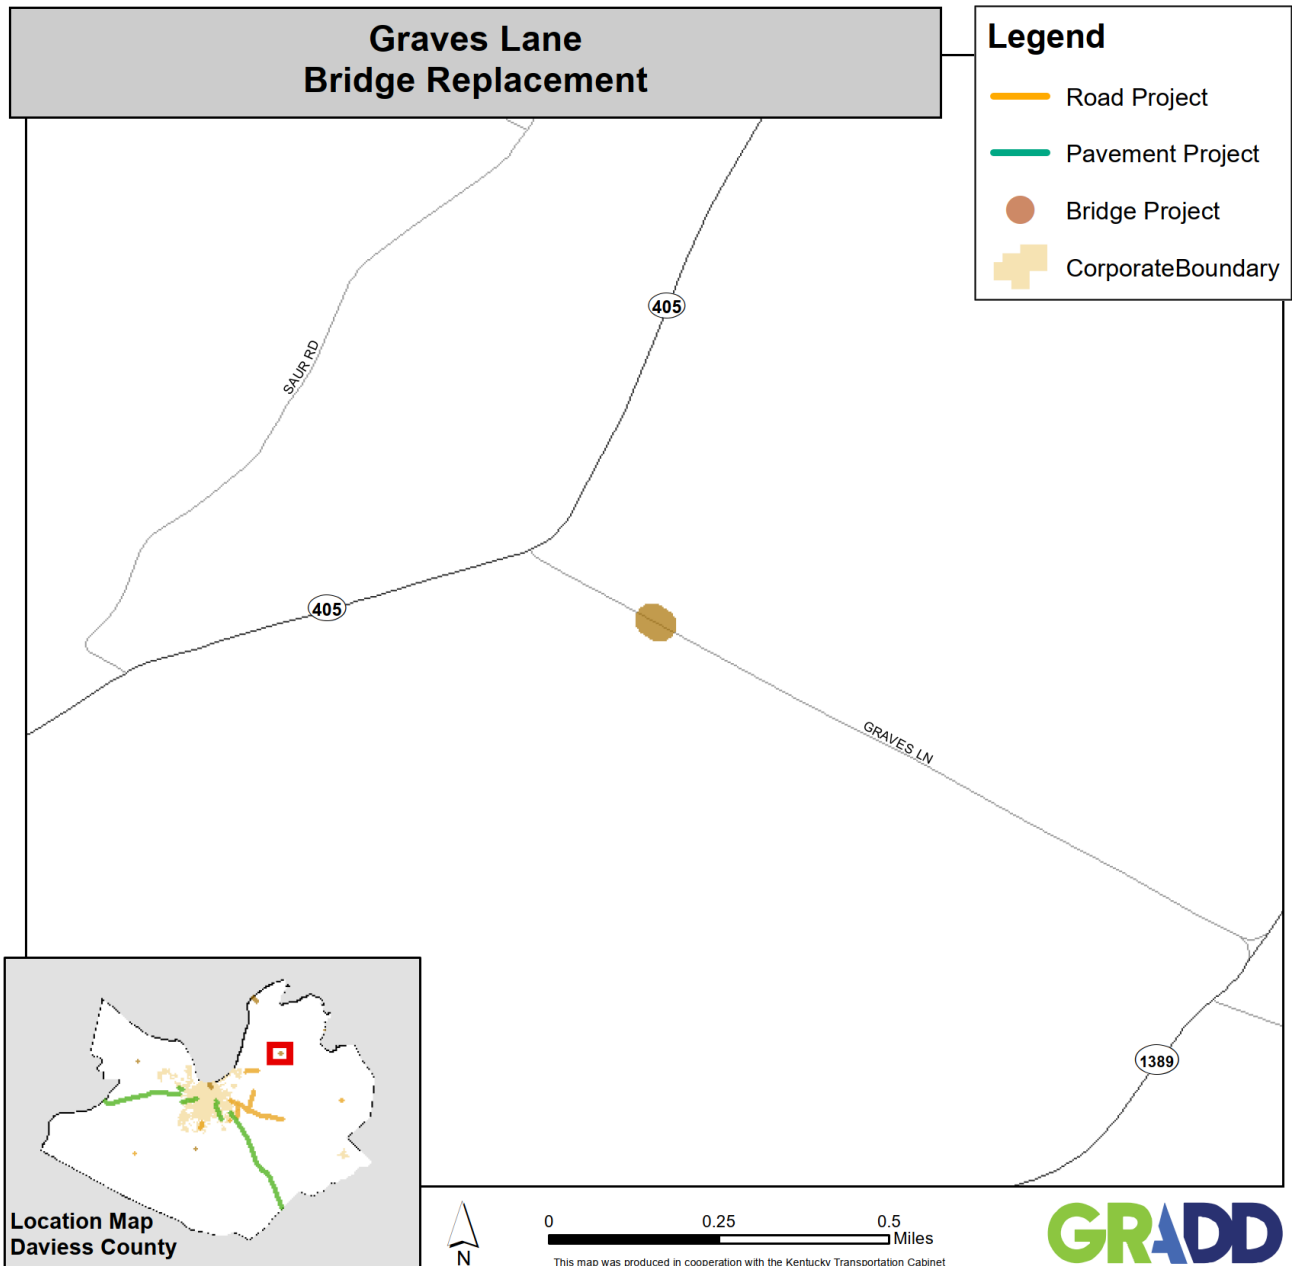 Graves Lane
Bridge Replacement
Legend
Road Project
Pavement Project
Bridge Project
CorporateBoundary
405
SAUR RD
405
GRAVES LN
1389
Location Map
Daviess County
N
0 0.25 0.5
Miles
This map was produced in cooperation with the Kentucky Transportation Cabinet
GRADD